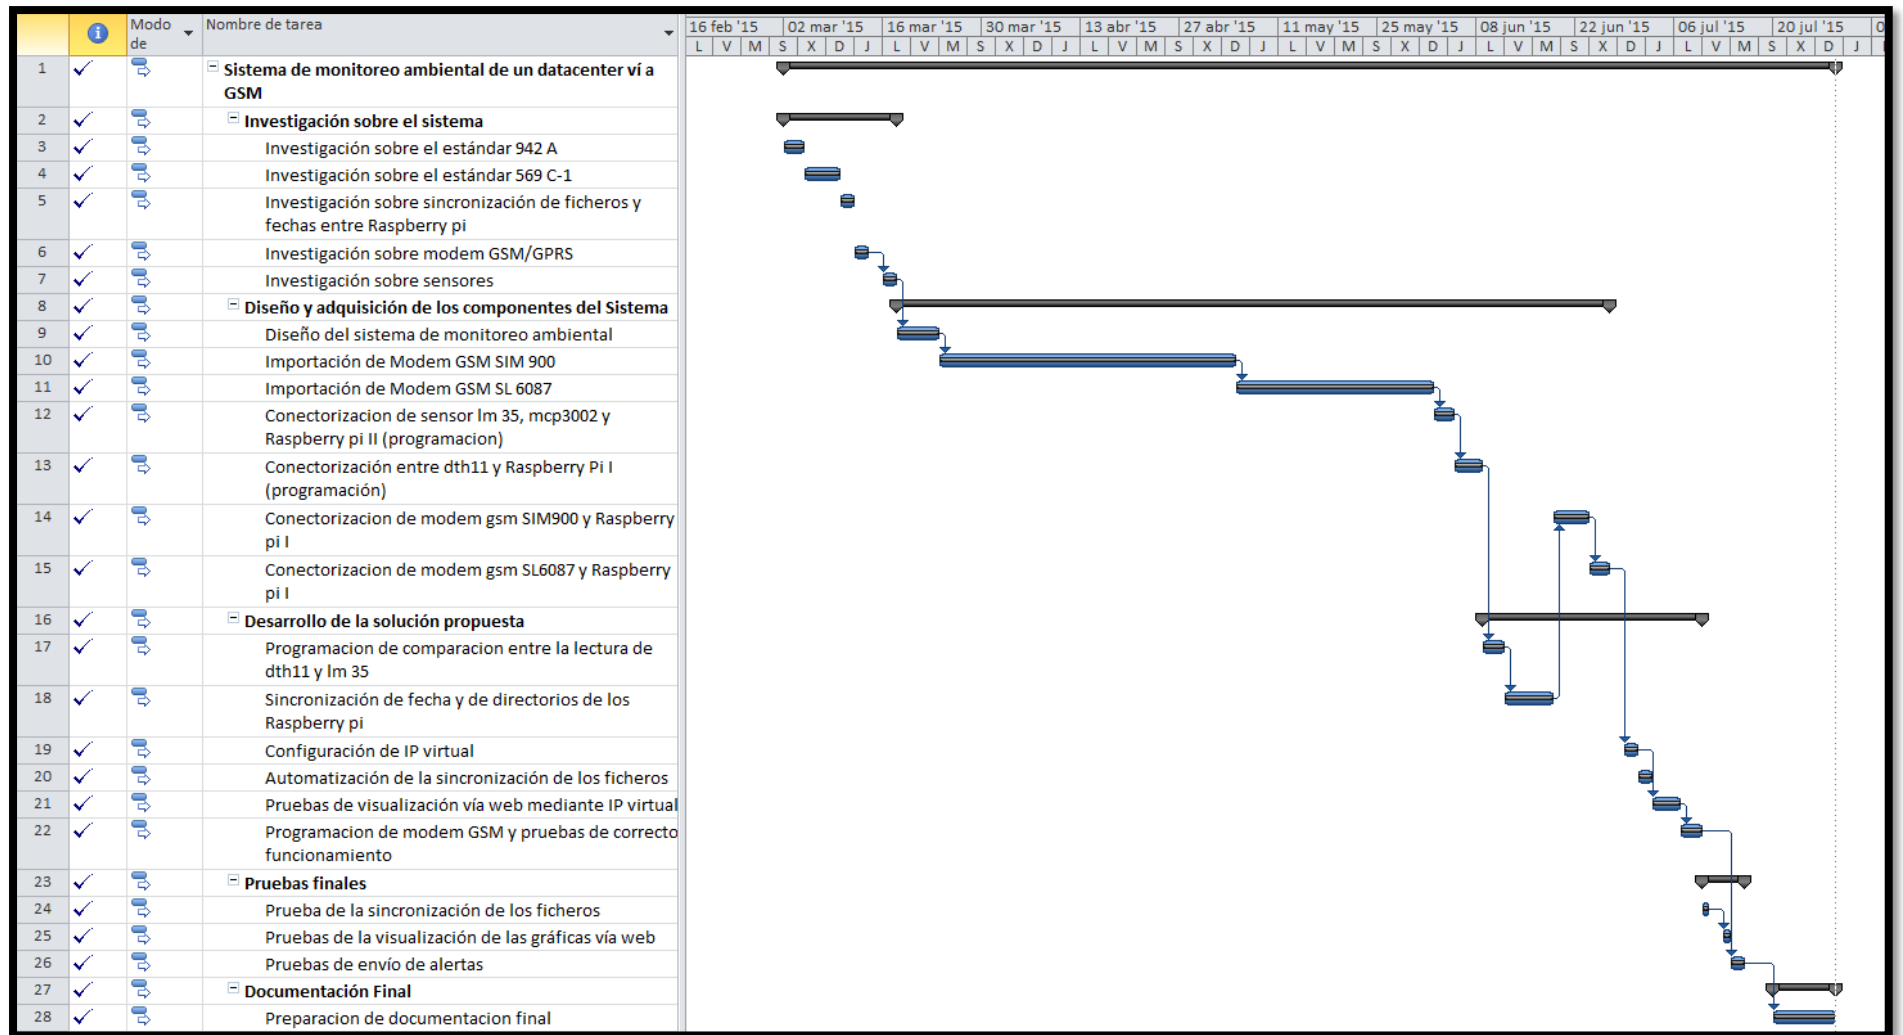 Modo de
Nombre de tarea
16 feb '15 02 mar '15 16 mar '15 30 mar '15 13 abr '15 27 abr '15 11 may '15 25 may '15 08 jun '15 22 jun '15 06 jul '15 20 jul '15
L V M S X D J L V M S X D J L V M S X D J L V M S X D J L V M S X D J L V M S X D J
1 Sistema de monitoreo ambiental de un datacenter ví a
GSM
2 Investigación sobre el sistema
3 Investigación sobre el estándar 942 A
4 Investigación sobre el estándar 569 C-1
5 Investigación sobre sincronización de ficheros y
fechas entre Raspberry pi
6 Investigación sobre modem GSM/GPRS
7 Investigación sobre sensores
8 Diseño y adquisición de los componentes del Sistema
9 Diseño del sistema de monitoreo ambiental
10 Importación de Modem GSM SIM 900
11 Importación de Modem GSM SL 6087
12 Conectorizacion de sensor lm 35, mcp3002 y
Raspberry pi II (programacion)
13 Conectorización entre dth11 y Raspberry Pi I
(programación)
14 Conectorizacion de modem gsm SIM900 y Raspberry
pi I
15 Conectorizacion de modem gsm SL6087 y Raspberry
pi I
16 Desarrollo de la solución propuesta
17 Programacion de comparacion entre la lectura de
dth11 y lm 35
18 Sincronización de fecha y de directorios de los
Raspberry pi
19 Configuración de IP virtual
20 Automatización de la sincronización de los ficheros
21 Pruebas de visualización vía web mediante IP virtual
22 Programacion de modem GSM y pruebas de correcto
funcionamiento
23 Pruebas finales
24 Prueba de la sincronización de los ficheros
25 Pruebas de la visualización de las gráficas vía web
26 Pruebas de envío de alertas
27 Documentación Final
28 Preparacion de documentacion final